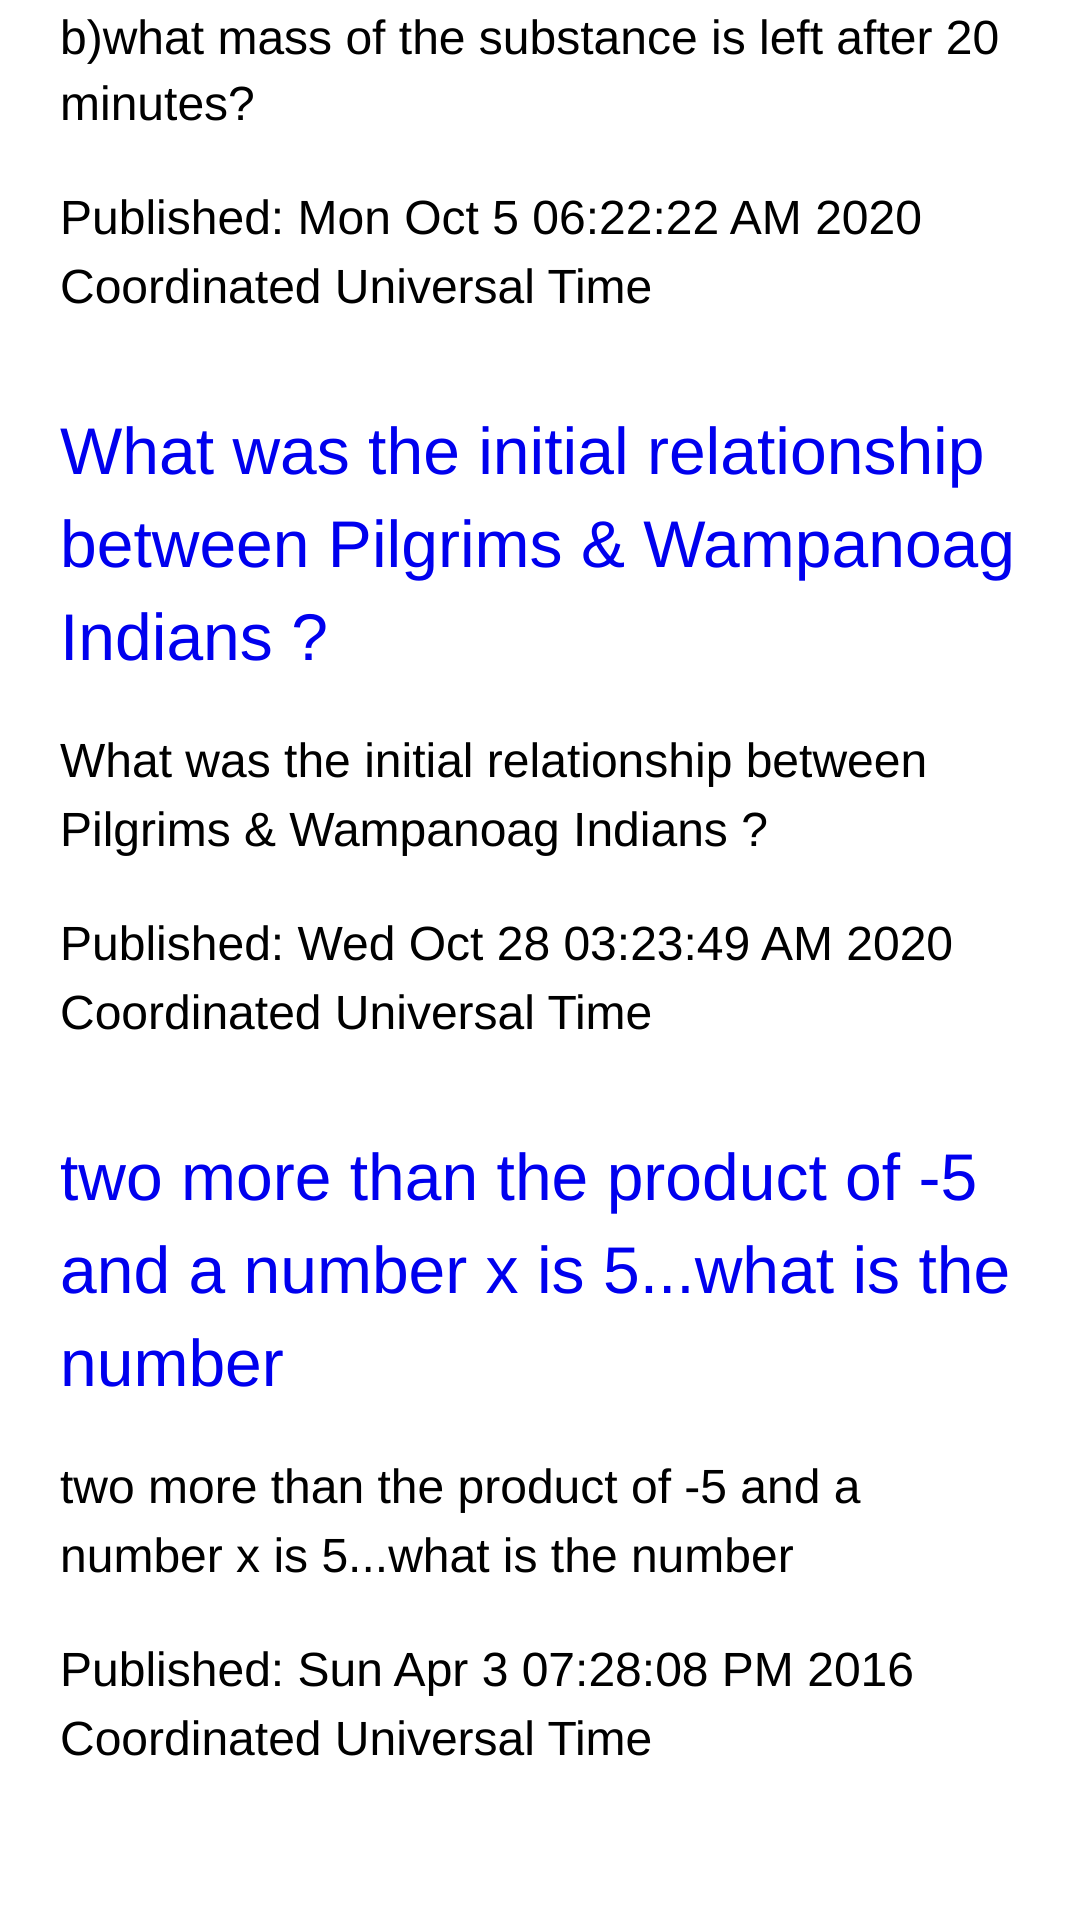 b)what mass of the substance is left after 20
minutes?
Published: Mon Oct 5 06:22:22 AM 2020
Coordinated Universal Time
What was the initial relationship
between Pilgrims & Wampanoag
Indians ?
What was the initial relationship between
Pilgrims & Wampanoag Indians ?
Published: Wed Oct 28 03:23:49 AM 2020
Coordinated Universal Time
two more than the product of -5
and a number x is 5...what is the
number
two more than the product of -5 and a
number x is 5...what is the number
Published: Sun Apr 3 07:28:08 PM 2016
Coordinated Universal Time